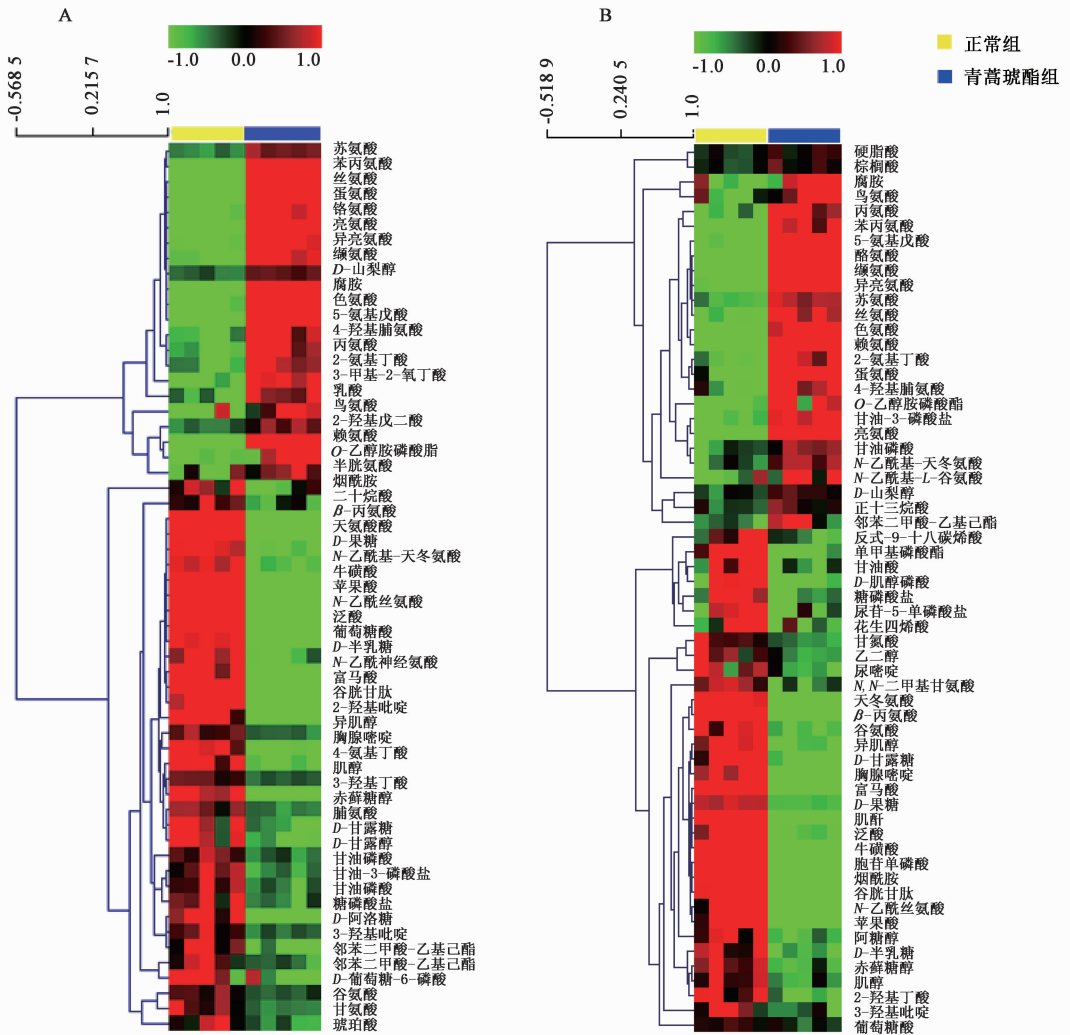 A
-1.0 0.0 1.0
-0.568 5
0.215 7
1.0
苏氨酸
苯丙氨酸
丝氨酸
蛋氨酸
铬氨酸
亮氨酸
异亮氨酸
缬氨酸
D-山梨醇
腐胺
色氨酸
5-氨基戊酸
4-羟基脯氨酸
丙氨酸
2-氨基丁酸
3-甲基-2-氧丁酸
乳酸
鸟氨酸
2-羟基戊二酸
赖氨酸
O-乙醇胺磷酸脂
半胱氨酸
烟酰胺
二十烷酸
β-丙氨酸
天氨酸酸
D-果糖
N-乙酰基-天冬氨酸
牛磺酸
苹果酸
N-乙酰丝氨酸
泛酸
葡萄糖酸
D-半乳糖
N-乙酰神经氨酸
富马酸
谷胱甘肽
2-羟基吡啶
异肌醇
胸腺嘧啶
4-氨基丁酸
肌醇
3-羟基丁酸
赤藓糖醇
脯氨酸
D-甘露糖
D-甘露醇
甘油磷酸
甘油-3-磷酸盐
甘油磷酸
糖磷酸盐
D-阿洛糖
3-羟基吡啶
邻苯二甲酸-乙基己酯
邻苯二甲酸-乙基己酯
D-葡萄糖-6-磷酸
谷氨酸
甘氨酸
琥珀酸
B
-1.0 0.0 1.0
-0.518 9
0.240 5
1.0
硬脂酸
棕榈酸
腐胺
鸟氨酸
丙氨酸
苯丙氨酸
5-氨基戊酸
酪氨酸
缬氨酸
异亮氨酸
苏氨酸
丝氨酸
色氨酸
赖氨酸
2-氨基丁酸
蛋氨酸
4-羟基脯氨酸
O-乙醇胺磷酸酯
甘油-3-磷酸盐
亮氨酸
甘油磷酸
N-乙酰基-天冬氨酸
N-乙酰基-L-谷氨酸
D-山梨醇
正十三烷酸
邻苯二甲酸-乙基己酯
反式-9-十八碳烯酸
单甲基磷酸酯
甘油酸
D-肌醇磷酸
糖磷酸盐
尿苷-5-单磷酸盐
花生四烯酸
甘氮酸
乙二醇
尿嘧啶
N,N-二甲基甘氨酸
天冬氨酸
β-丙氨酸
谷氨酸
异肌醇
D-甘露糖
胸腺嘧啶
富马酸
D-果糖
肌酐
泛酸
牛磺酸
胞苷单磷酸
烟酰胺
谷胱甘肽
N-乙酰丝氨酸
苹果酸
阿糖醇
D-半乳糖
赤藓糖醇
肌醇
2-羟基丁酸
3-羟基吡啶
葡萄糖酸
正常组
青蒿琥酯组